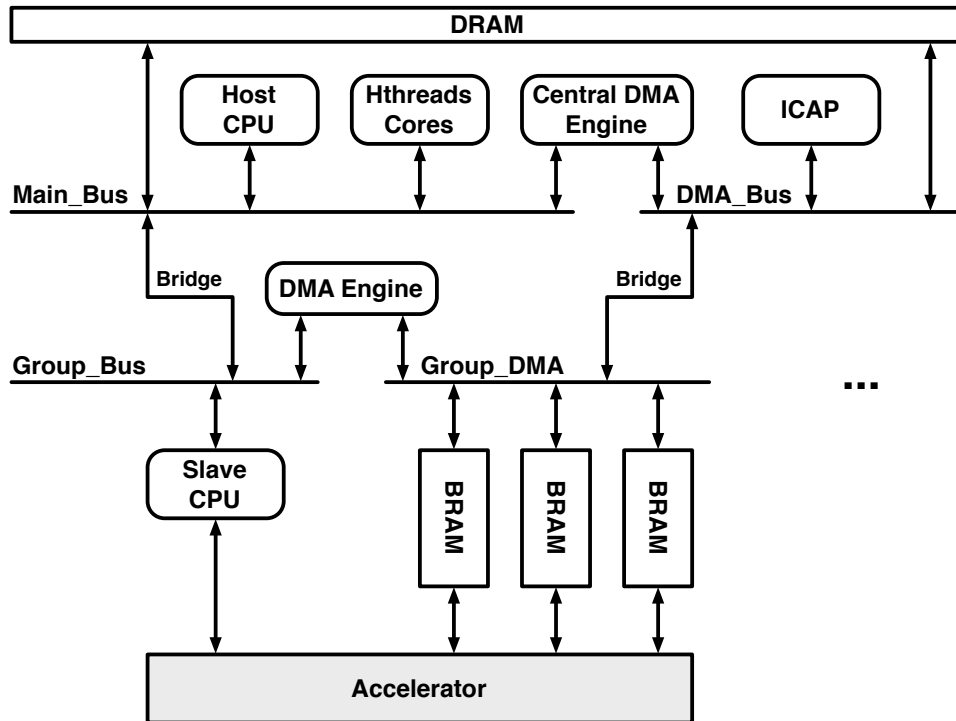 DRAM
Host
CPU
Hthreads
Cores
Central DMA
Engine
ICAP
Main_Bus
DMA_Bus
Bridge
DMA Engine
Bridge
Group_Bus
Group_DMA
...
Slave
CPU
BRAM
BRAM
BRAM
Accelerator